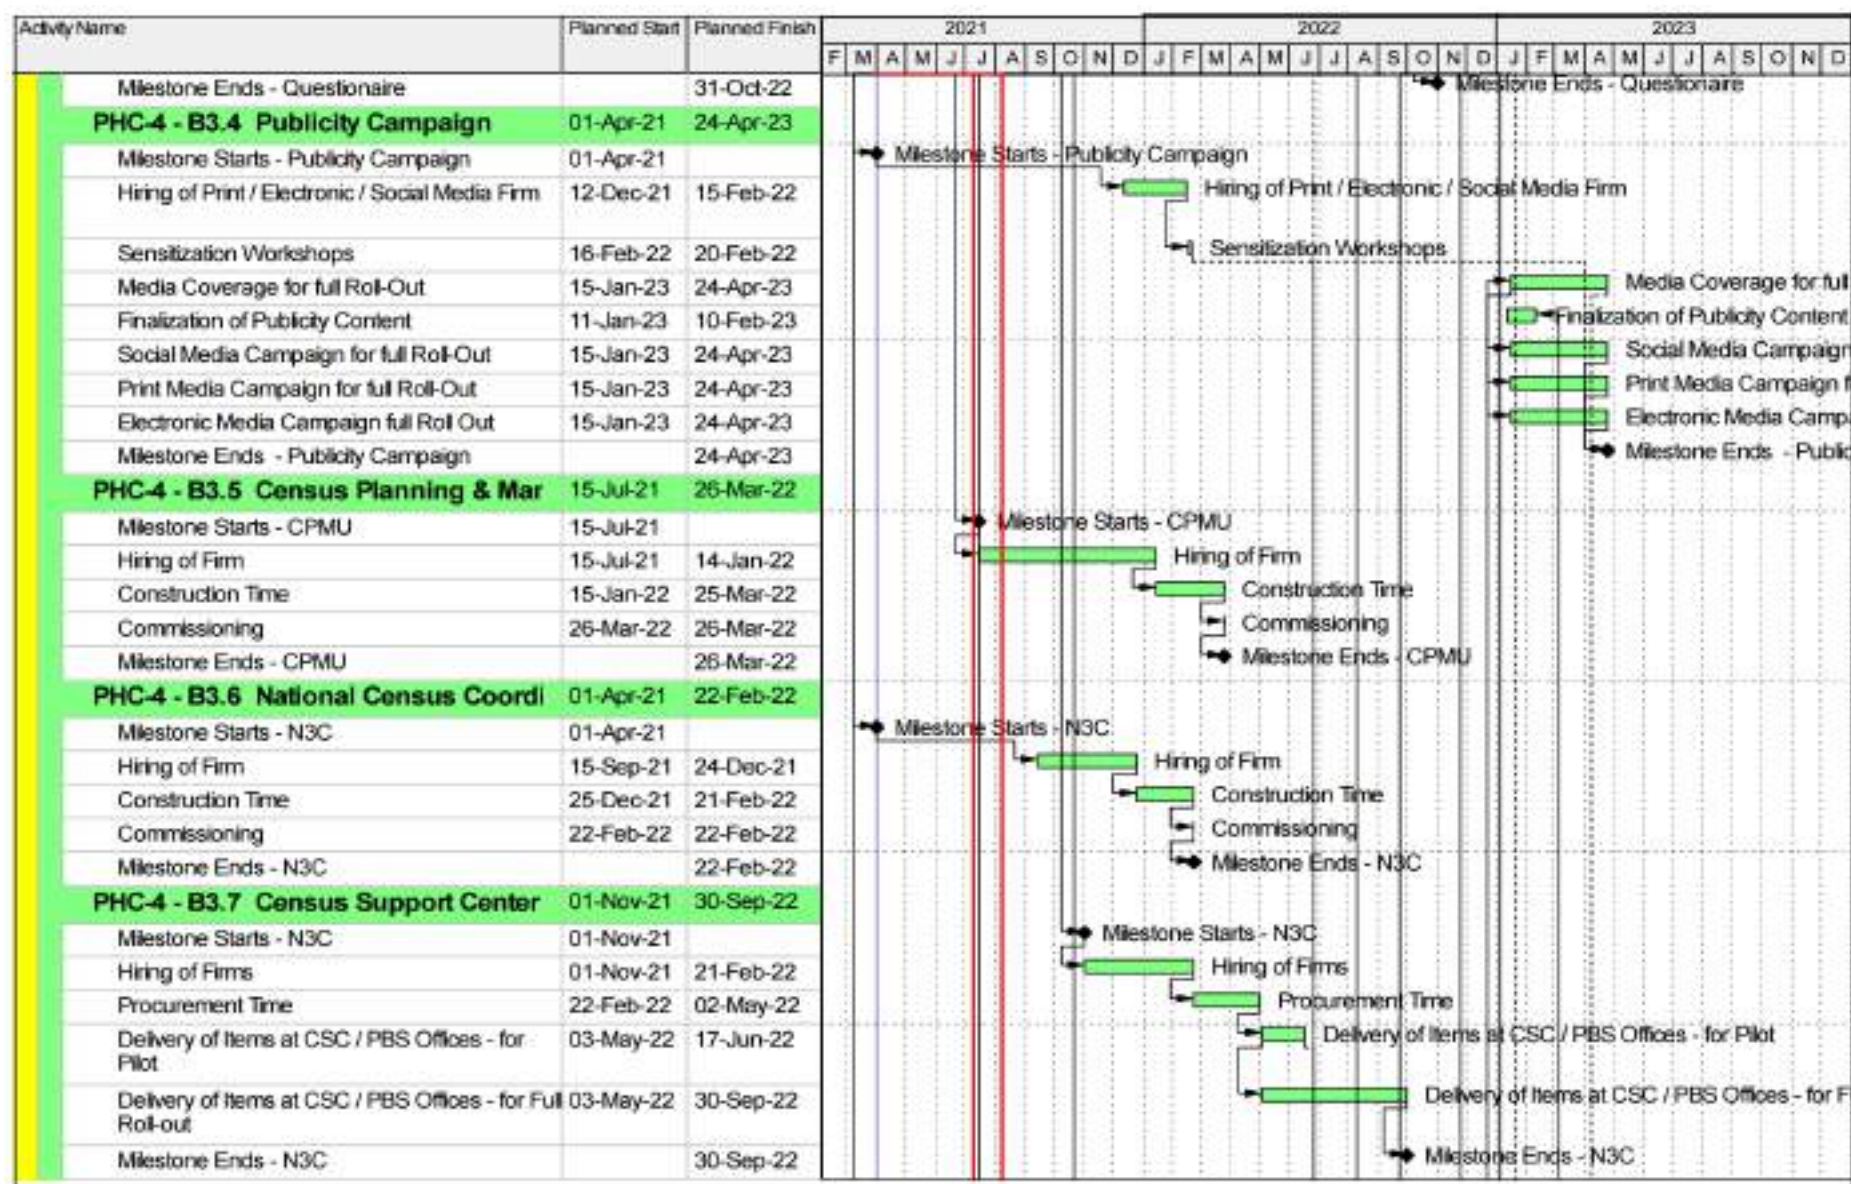 Activity Name Planned Start Planned Finish 2021 2022 2023
F M A M J J A S O N D J F M A M J J A S O N D J F M A M J J A S O N D
Milestone Ends - Questionaire 31-Oct-22 Milestone Ends - Questionaire
PHC-4 - B3.4 Publicity Campaign 01-Apr-21 24-Apr-23
Milestone Starts - Publicity Campaign 01-Apr-21 Milestone Starts - Publicity Campaign
Hiring of Print / Electronic / Social Media Firm 12-Dec-21 15-Feb-22 Hiring of Print / Electronic / Social Media Firm
Sensitization Workshops 16-Feb-22 20-Feb-22 Sensitization Workshops
Media Coverage for full Roll-Out 15-Jan-23 24-Apr-23 Media Coverage for full
Finalization of Publicity Content 11-Jan-23 10-Feb-23 Finalization of Publicity Content
Social Media Campaign for full Roll-Out 15-Jan-23 24-Apr-23 Social Media Campaign
Print Media Campaign for full Roll-Out 15-Jan-23 24-Apr-23 Print Media Campaign f
Electronic Media Campaign full Roll Out 15-Jan-23 24-Apr-23 Electronic Media Campa
Milestone Ends - Publicity Campaign 24-Apr-23 Milestone Ends - Public
PHC-4 - B3.5 Census Planning & Mar 15-Jul-21 26-Mar-22
Milestone Starts - CPMU 15-Jul-21 Milestone Starts - CPMU
Hiring of Firm 15-Jul-21 14-Jan-22 Hiring of Firm
Construction Time 15-Jan-22 25-Mar-22 Construction Time
Commissioning 26-Mar-22 26-Mar-22 Commissioning
Milestone Ends - CPMU 26-Mar-22 Milestone Ends - CPMU
PHC-4 - B3.6 National Census Coordi 01-Apr-21 22-Feb-22
Milestone Starts - N3C 01-Apr-21 Milestone Starts - N3C
Hiring of Firm 15-Sep-21 24-Dec-21 Hiring of Firm
Construction Time 25-Dec-21 21-Feb-22 Construction Time
Commissioning 22-Feb-22 22-Feb-22 Commissioning
Milestone Ends - N3C 22-Feb-22 Milestone Ends - N3C
PHC-4 - B3.7 Census Support Center 01-Nov-21 30-Sep-22
Milestone Starts - N3C 01-Nov-21 Milestone Starts - N3C
Hiring of Firms 01-Nov-21 21-Feb-22 Hiring of Firms
Procurement Time 22-Feb-22 02-May-22 Procurement Time
Delivery of Items at CSC / PBS Offices - for 03-May-22 17-Jun-22 Delivery of Items at CSC / PBS Offices - for Pilot
Pilot
Delivery of Items at CSC / PBS Offices - for Full 03-May-22 30-Sep-22 Delivery of Items at CSC / PBS Offices - for F
Roll-out
Milestone Ends - N3C 30-Sep-22 Milestone Ends - N3C